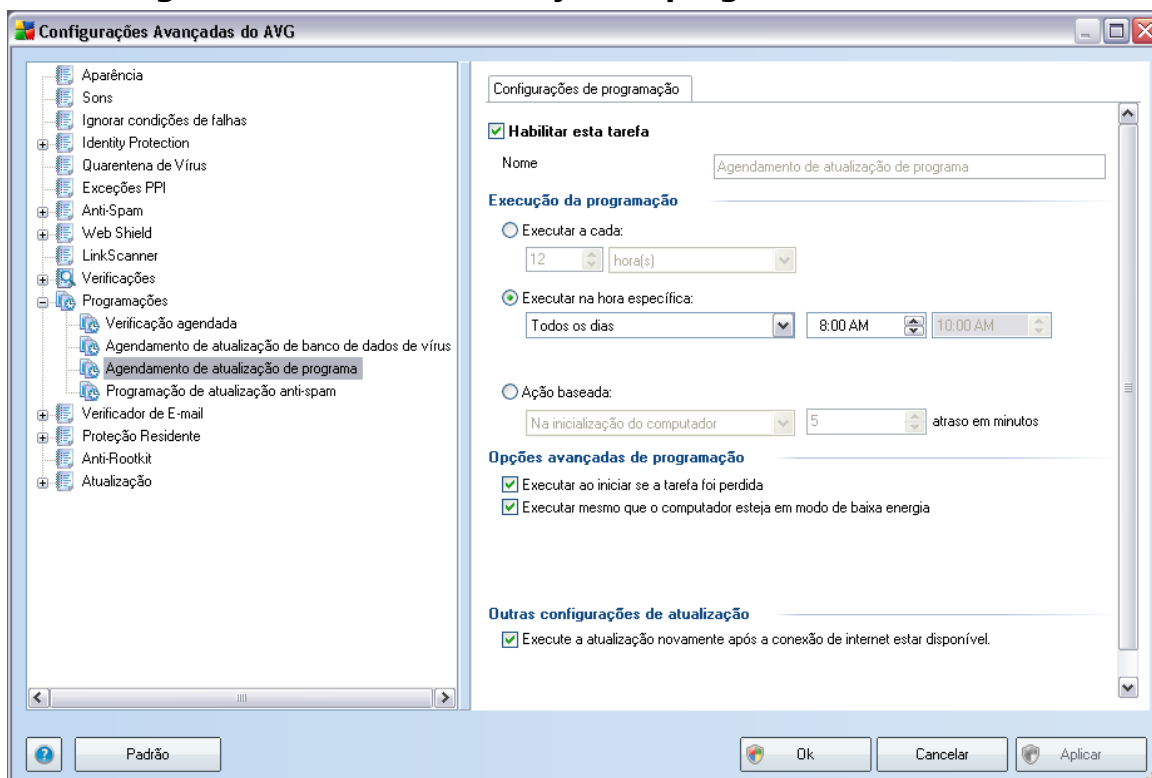 Configurações Avançadas do AVG
Aparência
Sons
Ignorar condições de falhas
Identity Protection
Quarentena de Vírus
Exceções PPI
Anti-Spam
Web Shield
LinkScanner
Verificações
Programações
Verificação agendada
Agendamento de atualização de banco de dados de vírus
Agendamento de atualização de programa
Programação de atualização anti-spam
Verificador de E-mail
Proteção Residente
Anti-Rootkit
Atualização
Configurações de programação
Habilitar esta tarefa
Nome Agendamento de atualização de programa
Execução da programação
Executar a cada:
12 hora(s)
Executar na hora específica:
Todos os dias 8:00 AM 10:00 AM
Ação baseada:
Na inicialização do computador 5 atraso em minutos
Opções avançadas de programação
Executar ao iniciar se a tarefa foi perdida
Executar mesmo que o computador esteja em modo de baixa energia
Outras configurações de atualização
Execute a atualização novamente após a conexão de internet estar disponível.
Padrão Ok Cancelar Aplicar